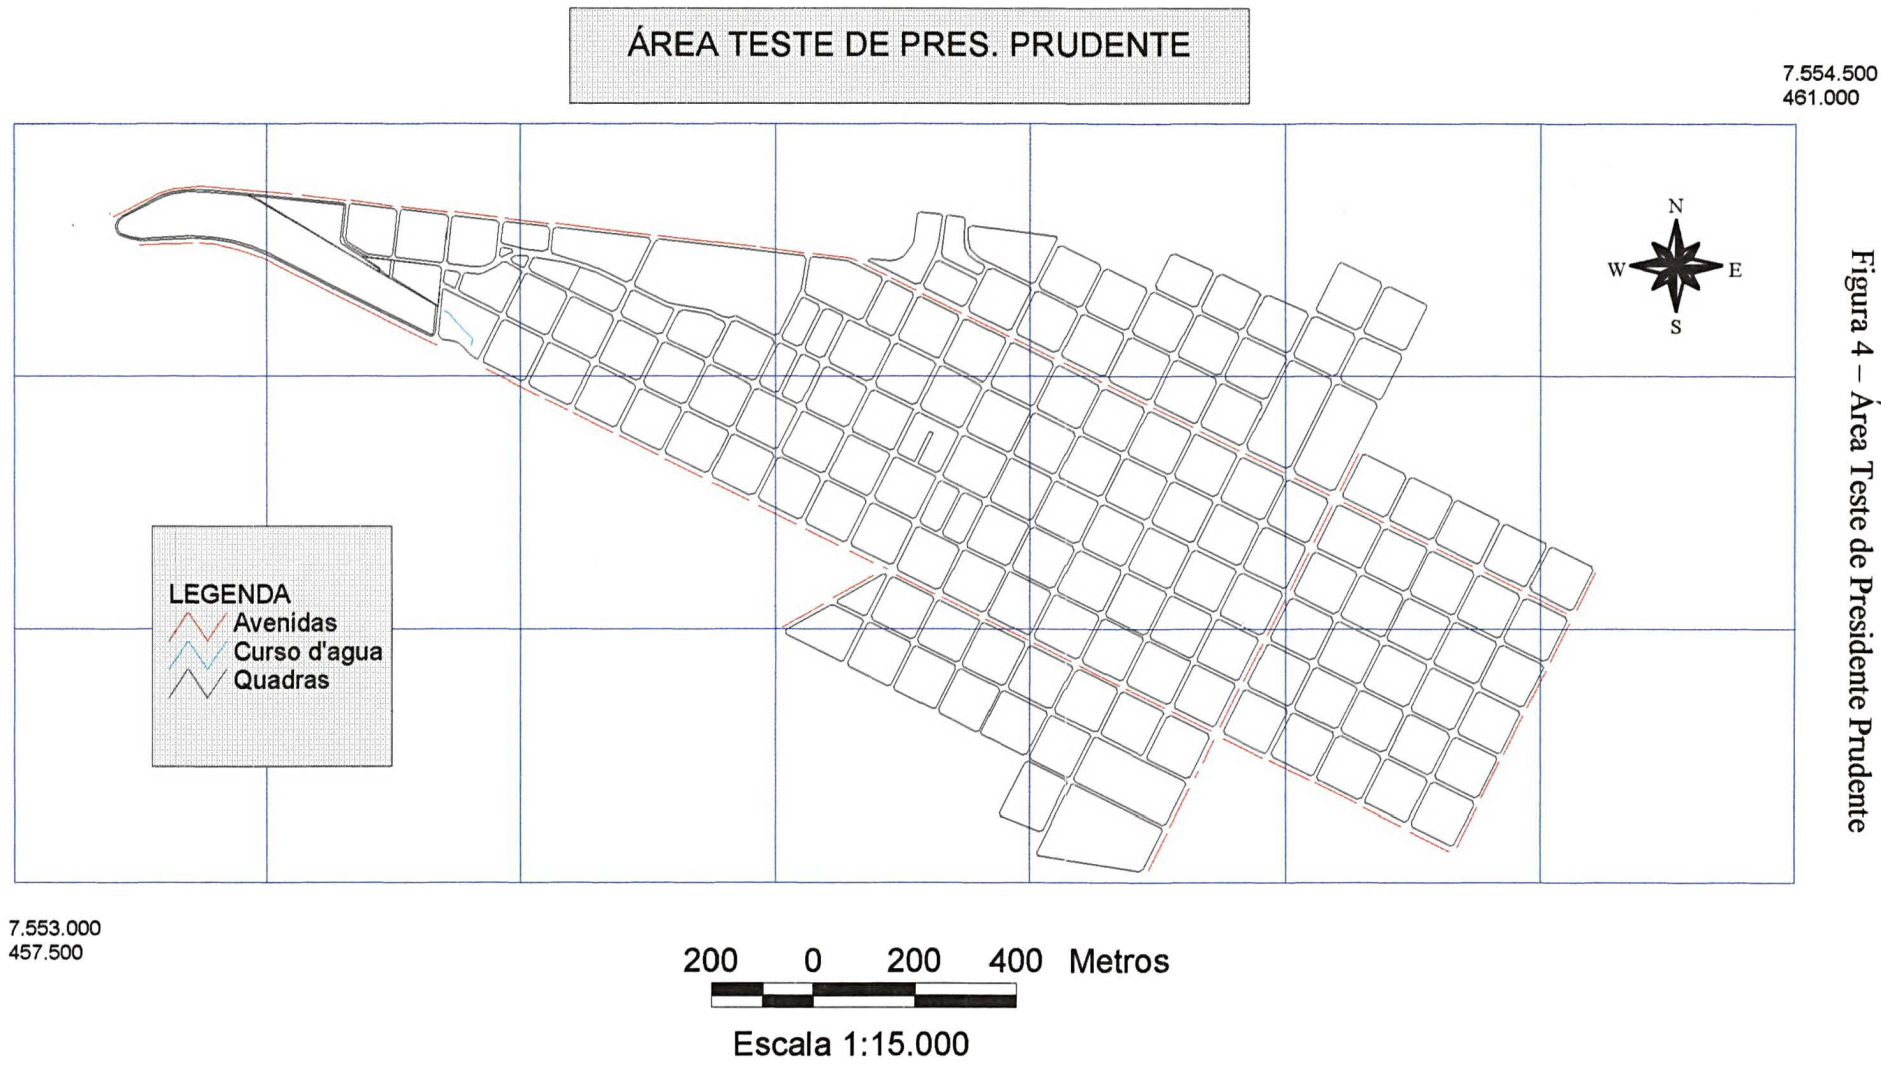 ÁREA TESTE DE PRES. PRUDENTE
7.554.500
461.000
N
W E
S
LEGENDA
Avenidas
Curso d'agua
Quadras
7.553.000
457.500
200 0 200 400 Metros
Escala 1:15.000
Figura 4 – Área Teste de Presidente Prudente